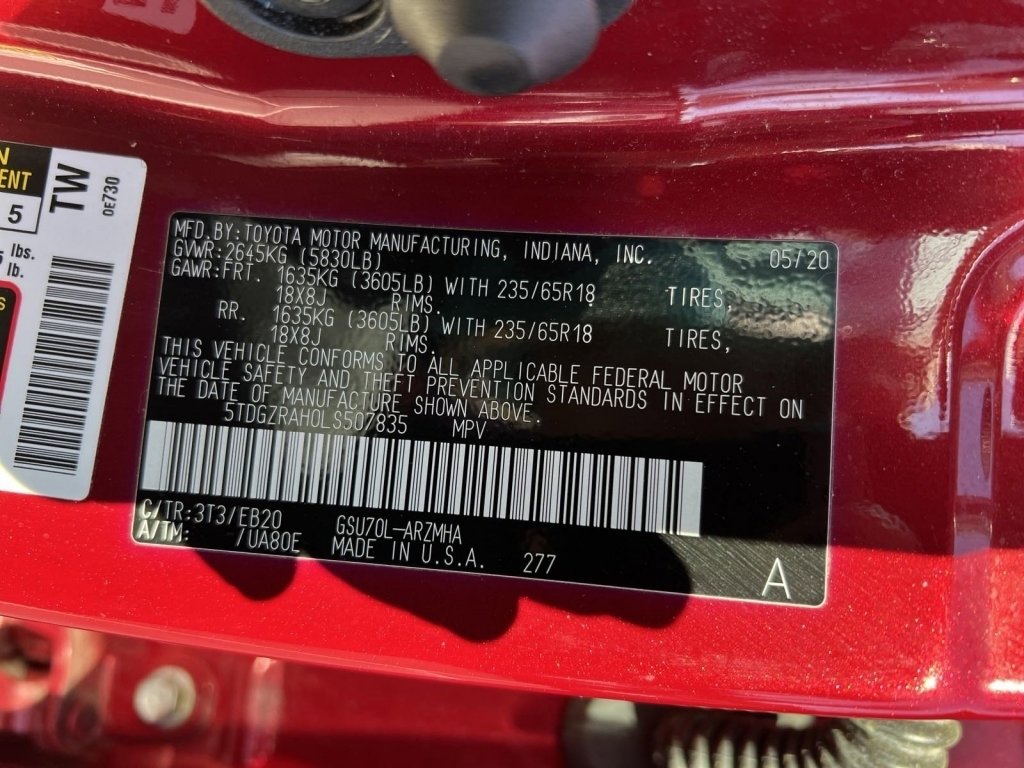 N
ENT
5
lbs.
lb.
S
TW
0E730
MFD. BY: TOYOTA MOTOR MANUFACTURING, INDIANA, INC. 05/20
GVWR: 2645KG (5830LB)
GAWR: FRT. 1635KG (3605LB) WITH 235/65R18 TIRES,
18X8J RIMS.
RR. 1635KG (3605LB) WITH 235/65R18 TIRES,
18X8J RIMS.
THIS VEHICLE CONFORMS TO ALL APPLICABLE FEDERAL MOTOR
VEHICLE SAFETY AND THEFT PREVENTION STANDARDS IN EFFECT ON
THE DATE OF MANUFACTURE SHOWN ABOVE.
5TDGZRAH0LS507835 MPV
C/TR: 3T3/EB20 GSU70L-ARZMHA
A/TM: /UA80E MADE IN U.S.A. 277
A